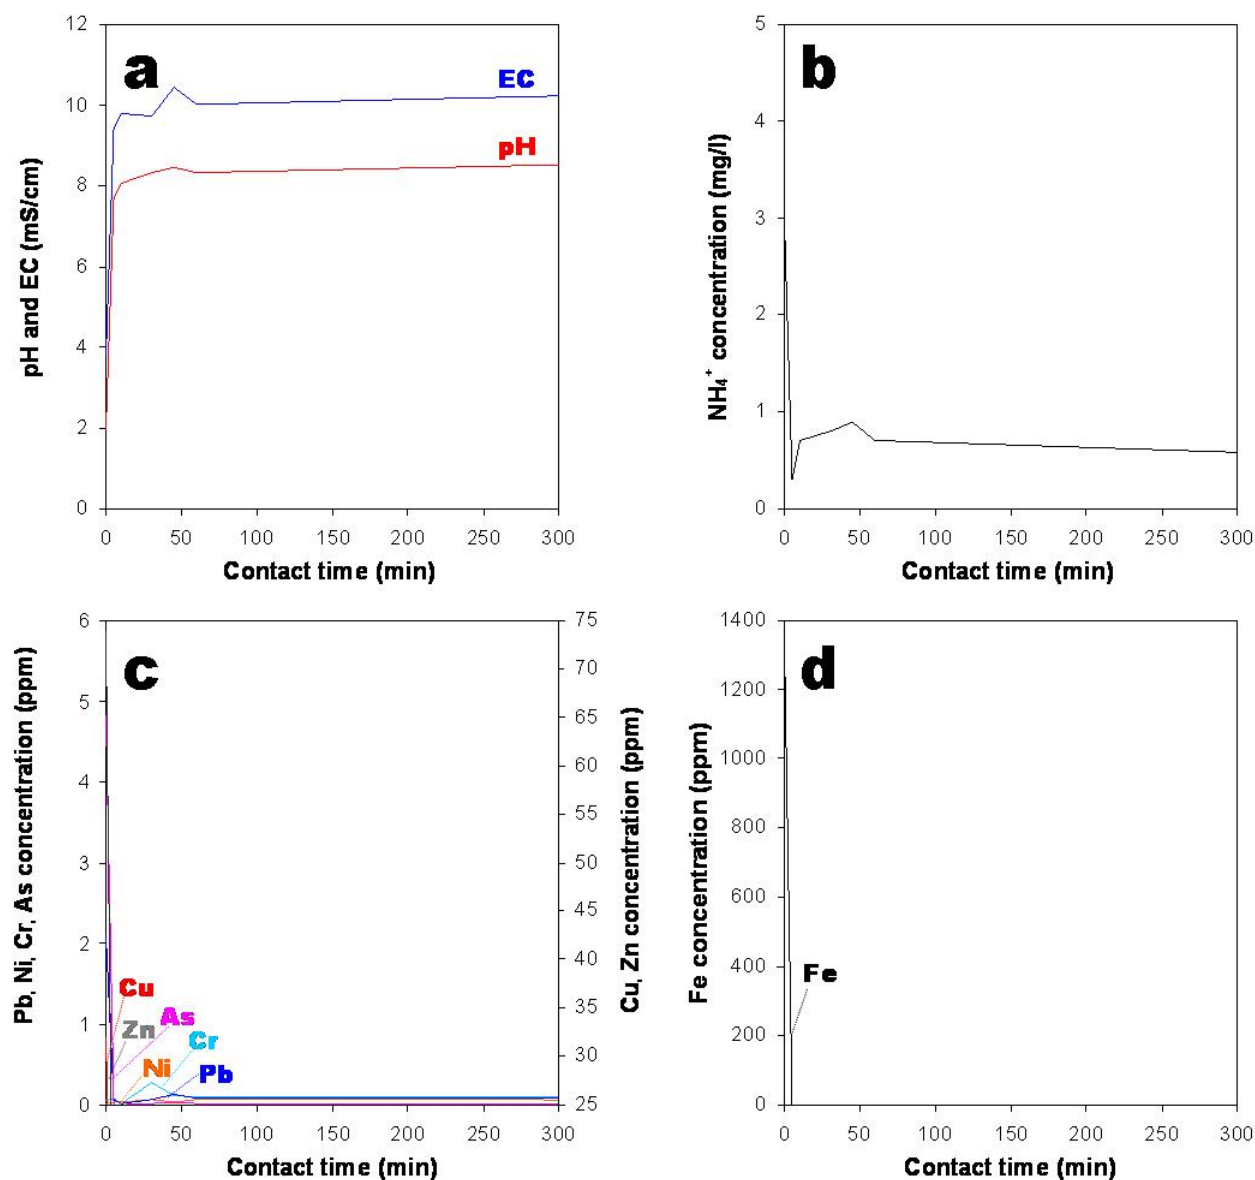 a
pH and EC (mS/cm)
12
10
8
6
4
2
0
EC
pH
0 50 100 150 200 250 300
Contact time (min)
b
NH₄⁺ concentration (mg/l)
5
4
3
2
1
0
0 50 100 150 200 250 300
Contact time (min)
c
Pb, Ni, Cr, As concentration (ppm)
6
5
4
3
2
1
0
Cu
Zn
As
Ni
Cr
Pb
75
70
65
60
55
50
45
40
35
30
25
Cu, Zn concentration (ppm)
0 50 100 150 200 250 300
Contact time (min)
d
Fe concentration (ppm)
1400
1200
1000
800
600
400
200
0
Fe
0 50 100 150 200 250 300
Contact time (min)